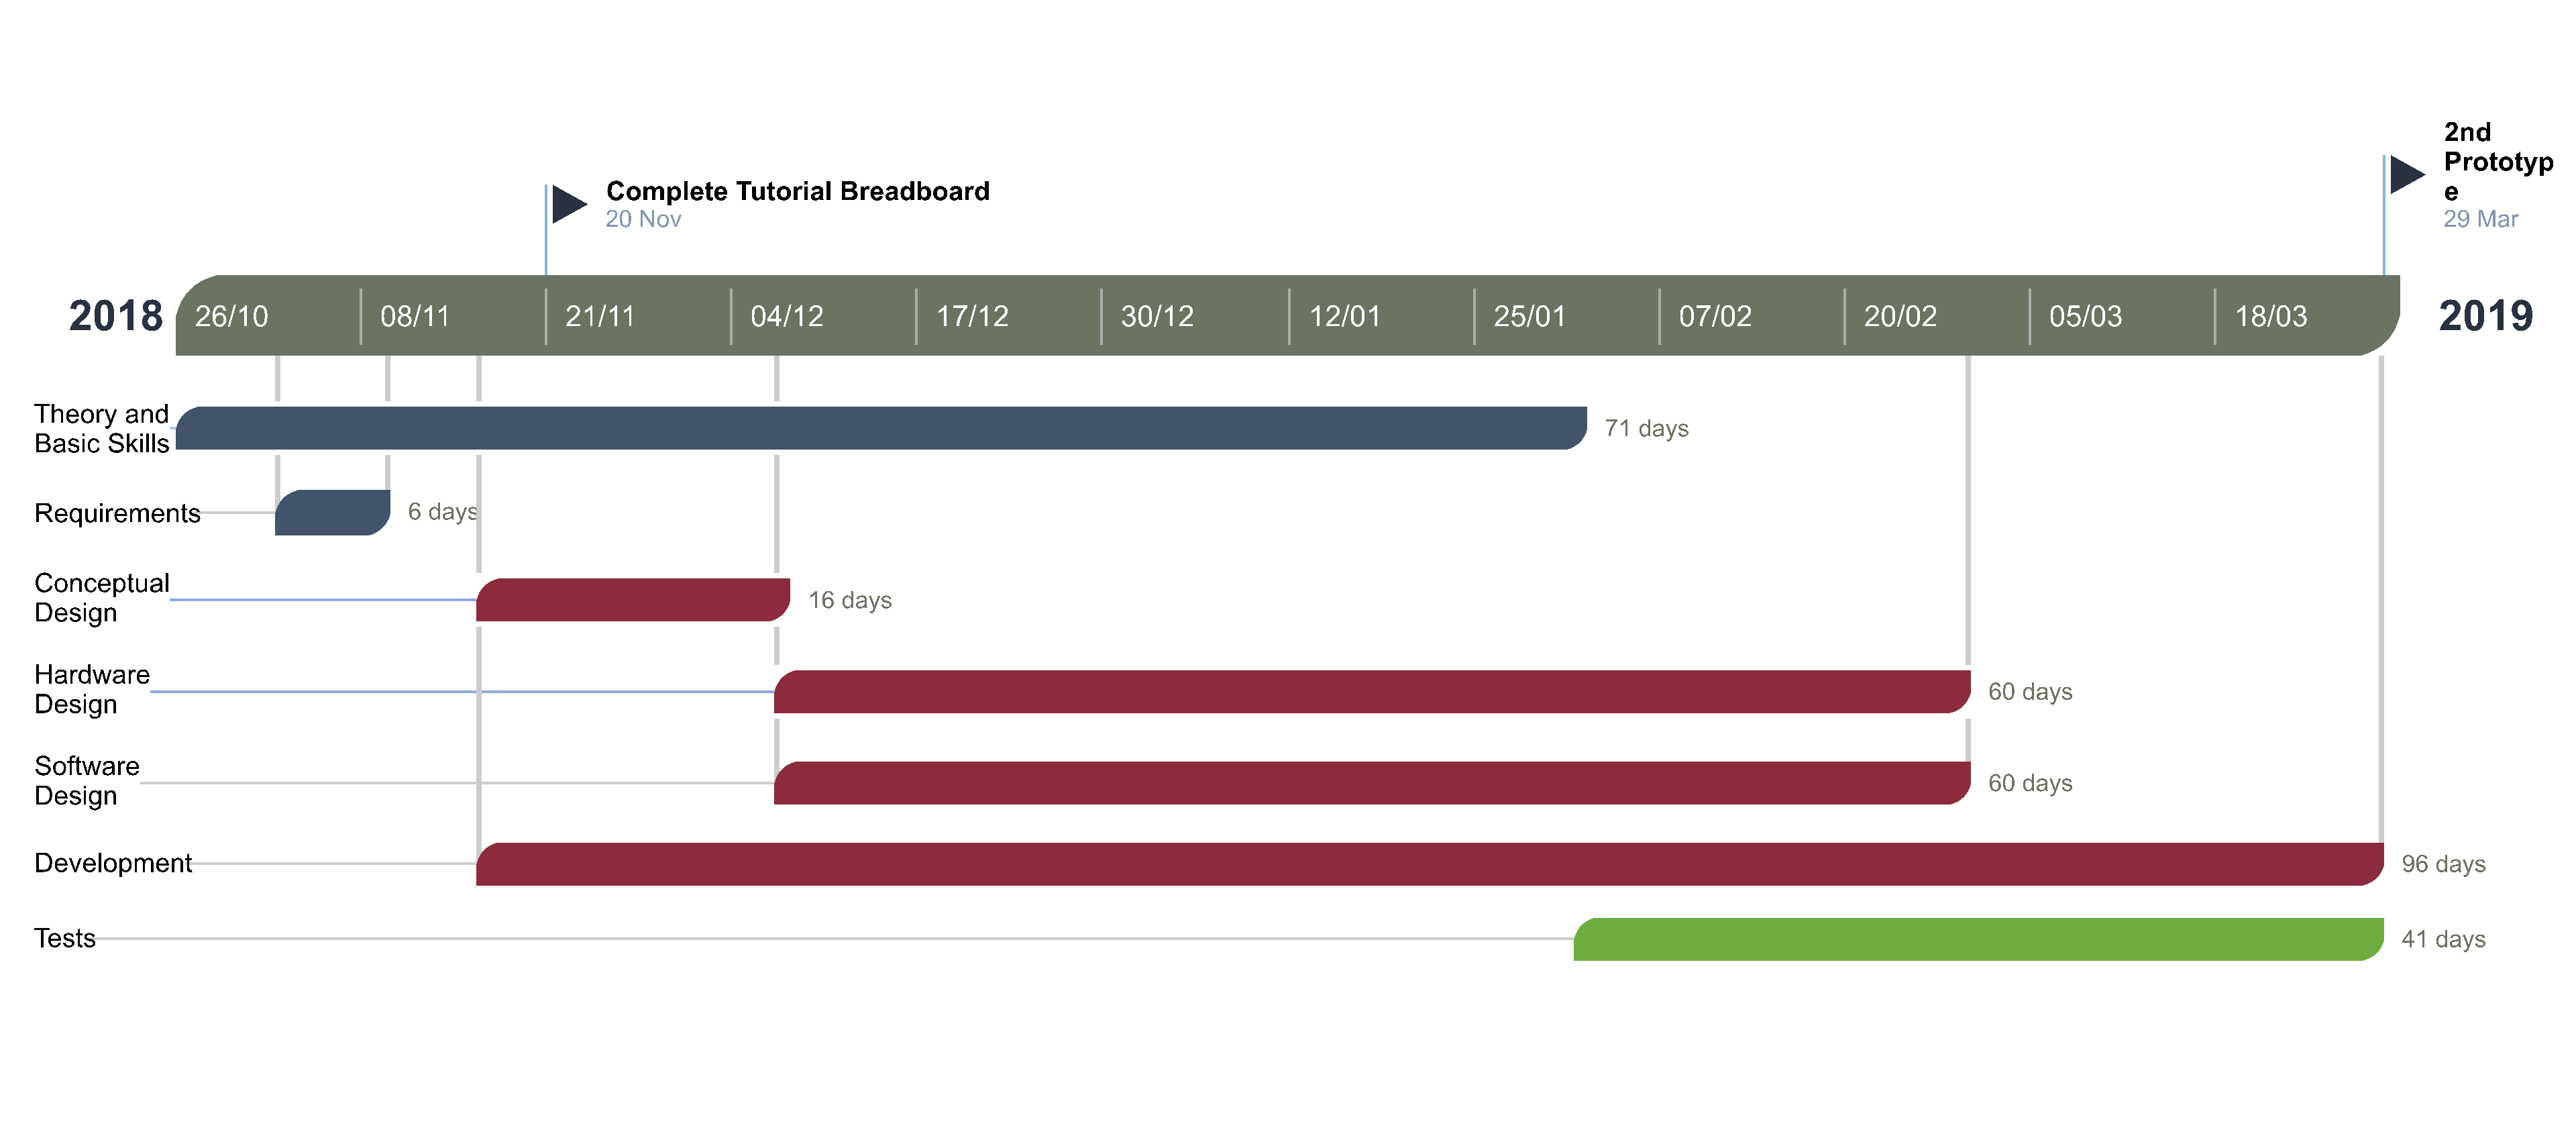 2nd
Prototyp
e
29 Mar
Complete Tutorial Breadboard
20 Nov
2018 26/10 08/11 21/11 04/12 17/12 30/12 12/01 25/01 07/02 20/02 05/03 18/03 2019
Theory and
Basic Skills
71 days
Requirements 6 days
Conceptual
Design
16 days
Hardware
Design
60 days
Software
Design
60 days
Development 96 days
Tests 41 days